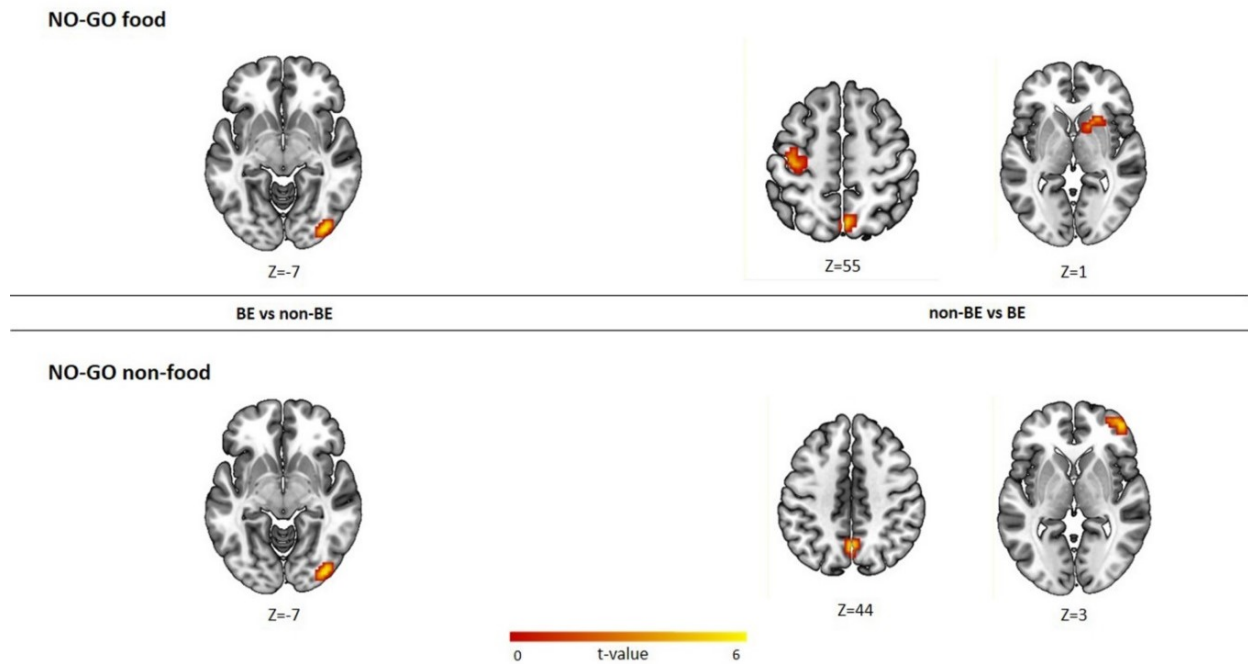 NO-GO food
Z=-7
Z=55
Z=1
BE vs non-BE
non-BE vs BE
NO-GO non-food
Z=-7
Z=44
Z=3
0 t-value 6